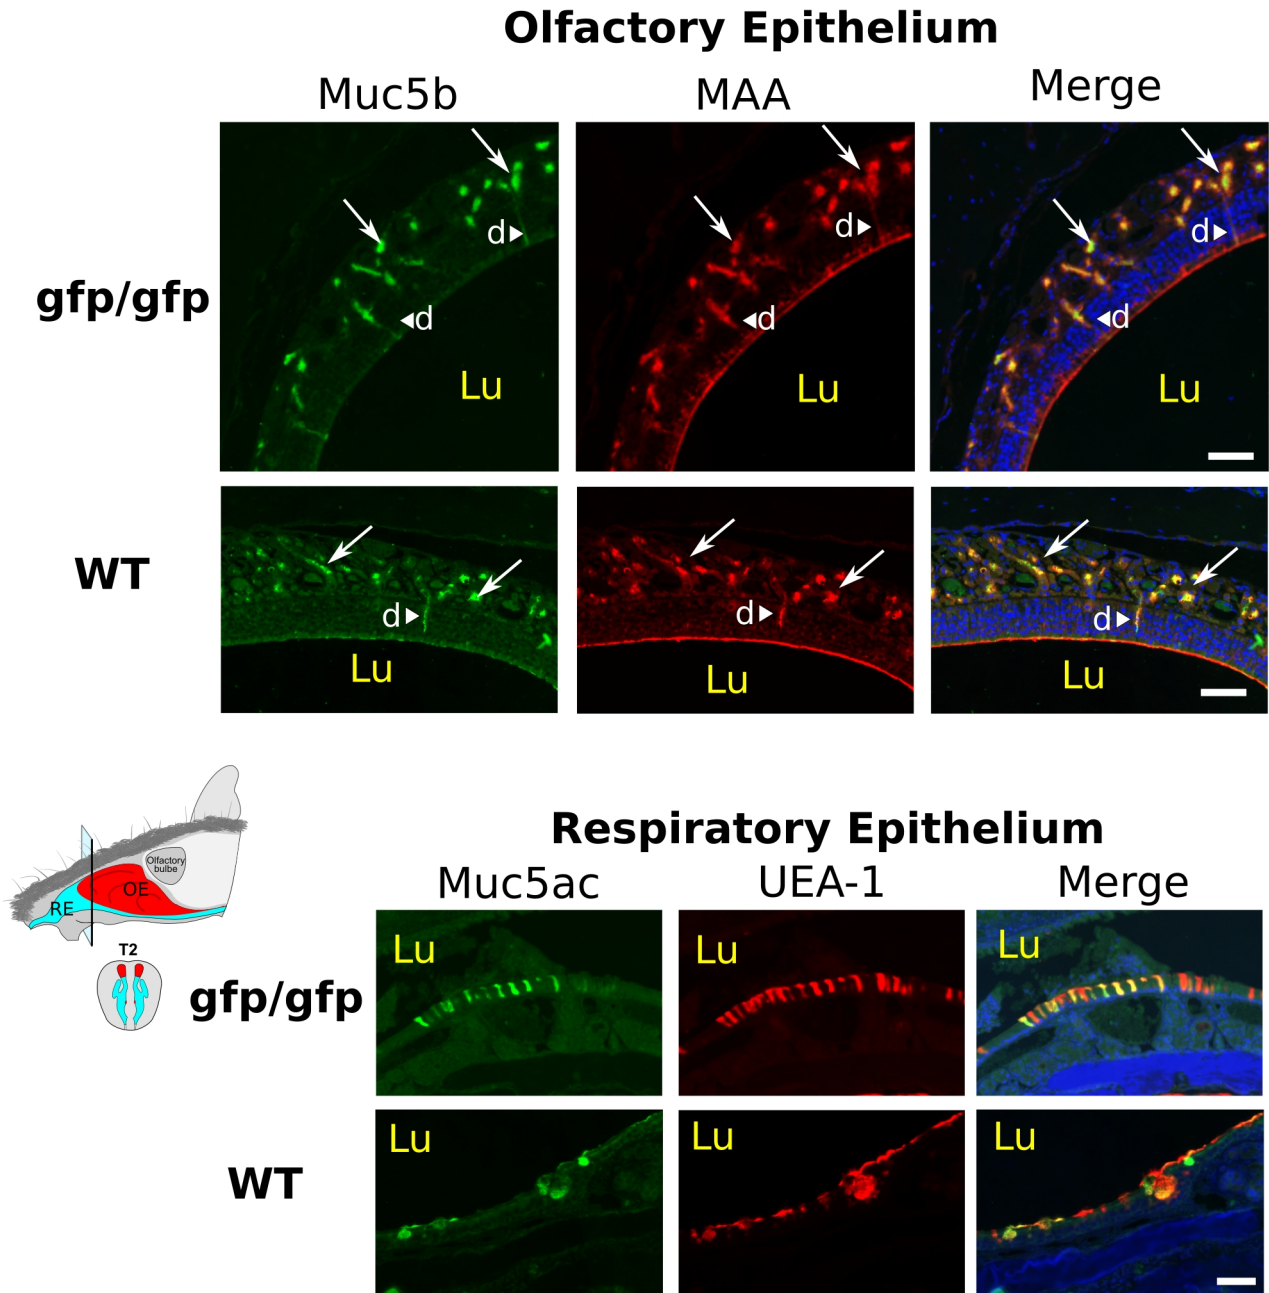 Olfactory Epithelium
Muc5b MAA Merge
gfp/gfp
d d d
d d d
Lu Lu Lu
WT
d d d
Lu Lu Lu
Olfactory
bulbe
OE
RE
T2
Respiratory Epithelium
Muc5ac UEA-1 Merge
gfp/gfp
Lu Lu Lu
WT
Lu Lu Lu